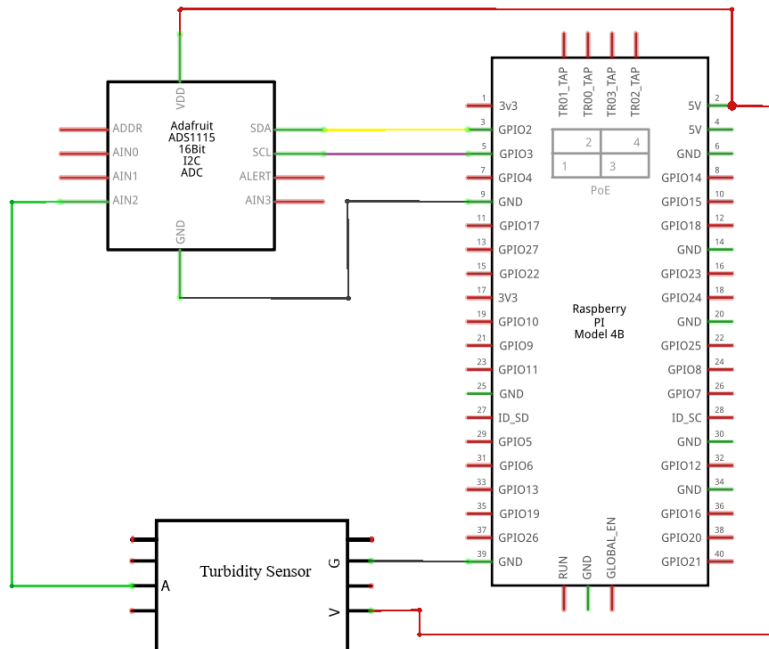 TR01_TAP
TR00_TAP
TR03_TAP
TR02_TAP
VDD
Adafruit
ADS1115
16Bit
I2C
ADC
ADDR
AIN0
AIN1
AIN2
SDA
SCL
ALERT
AIN3
GND
1 3v3
3 GPIO2
5 GPIO3
7 GPIO4
9 GND
11 GPIO17
13 GPIO27
15 GPIO22
17 3V3
19 GPIO10
21 GPIO9
23 GPIO11
25 GND
27 ID_SD
29 GPIO5
31 GPIO6
33 GPIO13
35 GPIO19
37 GPIO26
39 GND
2 4
1 3
PoE
Raspberry
PI
Model 4B
5V 2
5V 4
GND 6
GPIO14 8
GPIO15 10
GPIO18 12
GND 14
GPIO23 16
GPIO24 18
GND 20
GPIO25 22
GPIO8 24
GPIO7 26
ID_SC 28
GND 30
GPIO12 32
GND 34
GPIO16 36
GPIO20 38
GPIO21 40
RUN
GND
GLOBAL_EN
Turbidity Sensor
A
G
V